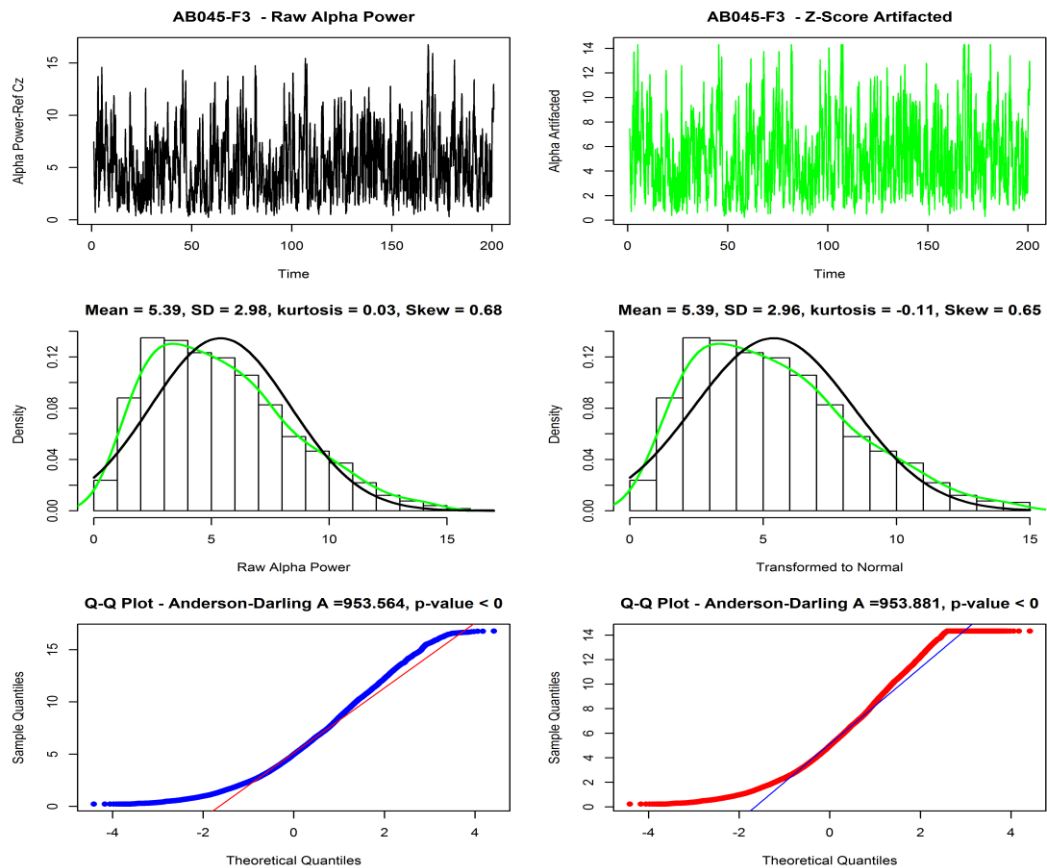 AB045-F3 - Raw Alpha Power
AB045-F3 - Z-Score Artifacted
Alpha Power-Ref Cz
15
10
5
0
0 50 100 150 200
Time
Alpha Artifacted
14
12
10
8
6
4
2
0
0 50 100 150 200
Time
Mean = 5.39, SD = 2.98, kurtosis = 0.03, Skew = 0.68
Mean = 5.39, SD = 2.96, kurtosis = -0.11, Skew = 0.65
Density
0.12
0.08
0.04
0.00
0 5 10 15
Raw Alpha Power
Density
0.12
0.08
0.04
0.00
0 5 10 15
Transformed to Normal
Q-Q Plot - Anderson-Darling A =953.564, p-value < 0
Q-Q Plot - Anderson-Darling A =953.881, p-value < 0
Sample Quantiles
15
10
5
0
-4 -2 0 2 4
Theoretical Quantiles
Sample Quantiles
14
12
10
8
6
4
2
0
-4 -2 0 2 4
Theoretical Quantiles